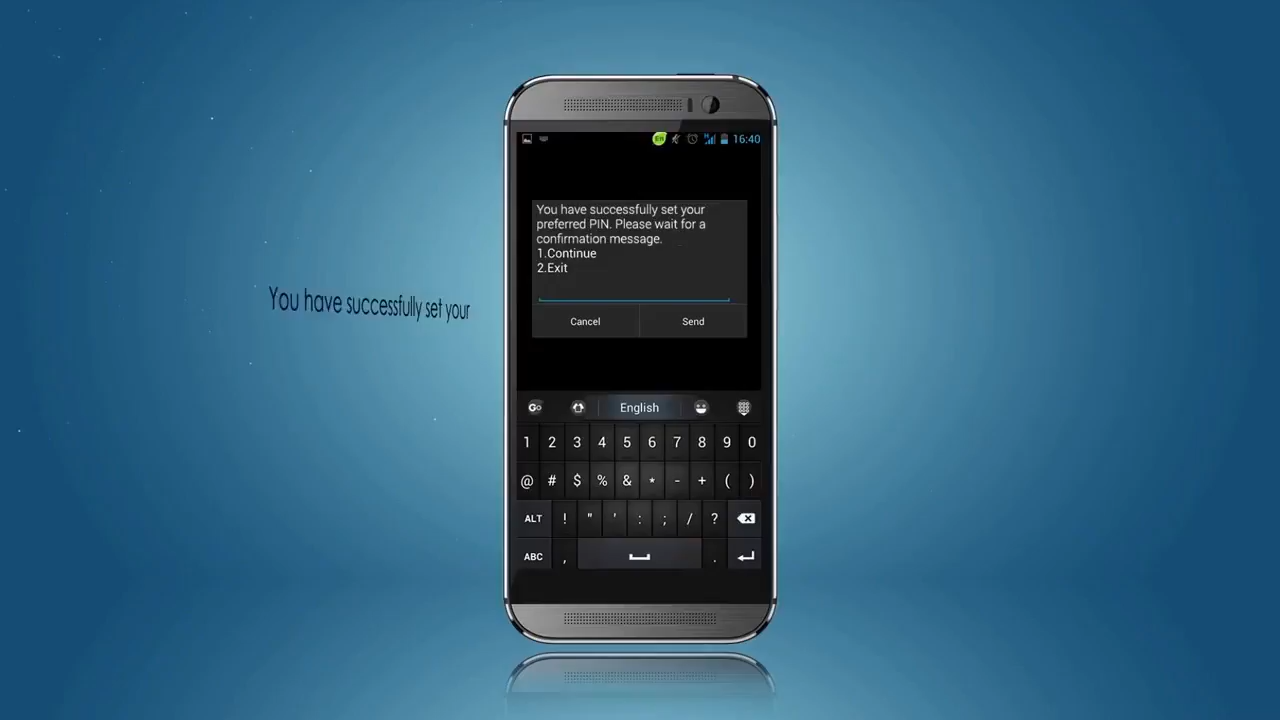 16:40
You have successfully set your
preferred PIN. Please wait for a
confirmation message.
1.Continue
2.Exit
Cancel
Send
You have successfully set your
GO
English
1 2 3 4 5 6 7 8 9 0
@ # $ % & * - + ( )
ALT ! " ' : ; / ?
ABC , .